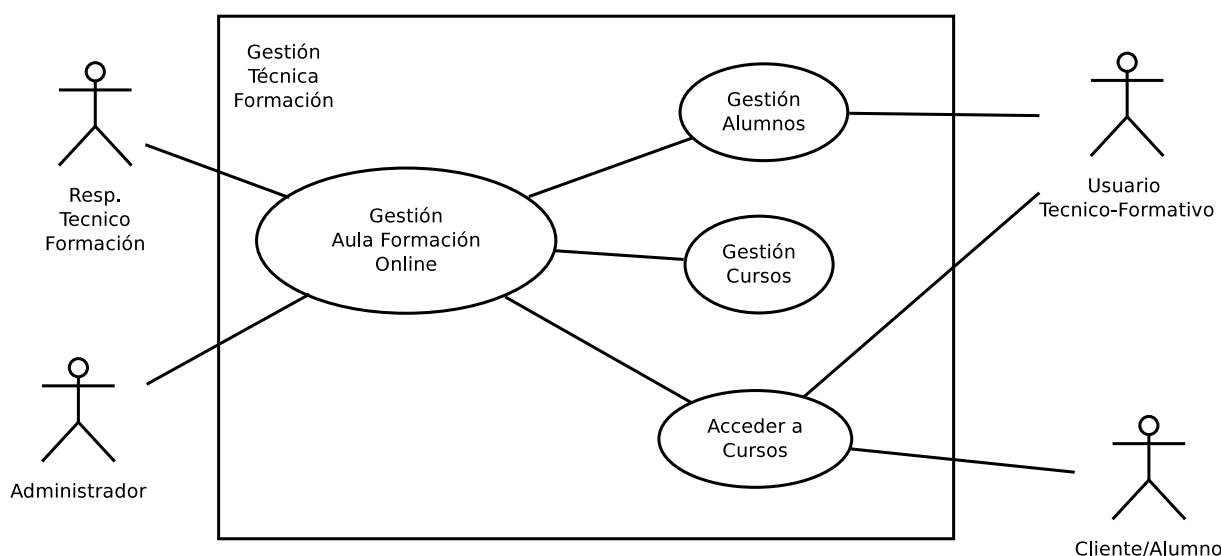 Gestión
Técnica
Formación
Resp.
Tecnico
Formación
Administrador
Gestión
Aula Formación
Online
Gestión
Alumnos
Gestión
Cursos
Acceder a
Cursos
Usuario
Tecnico-Formativo
Cliente/Alumno